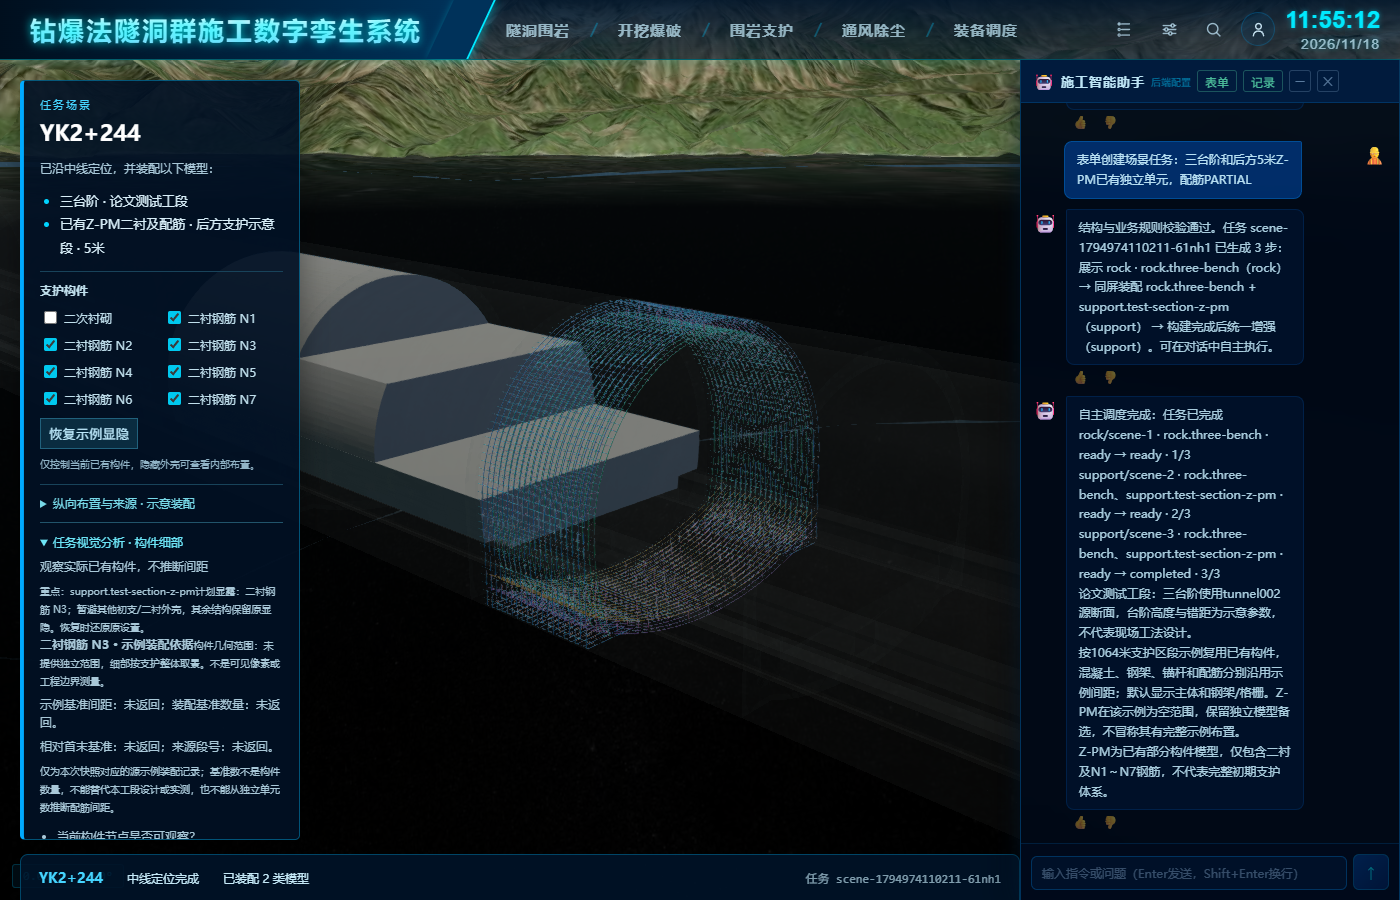 钻爆法隧洞群施工数字孪生系统
隧洞围岩 / 开挖爆破 / 围岩支护 / 通风除尘 / 装备调度
11:55:12
2026/11/18
任务场景
YK2+244
已沿中线定位，并装配以下模型：
三台阶 · 论文测试工段
已有Z-PM二衬及配筋 · 后方支护示意
段 · 5米
支护构件
二次衬砌
二衬钢筋 N1
二衬钢筋 N2
二衬钢筋 N3
二衬钢筋 N4
二衬钢筋 N5
二衬钢筋 N6
二衬钢筋 N7
恢复示例显隐
仅控制当前已有构件，隐藏外壳可查看内部布置。
纵向布置与来源 · 示意装配
任务视觉分析 · 构件细部
观察实际已有构件，不推断间距
重点：support.test-section-z-pm计划显露：二衬钢
筋 N3；暂避其他初支/二衬外壳，其余结构保留原显
隐。恢复时还原原设置。
二衬钢筋 N3 · 示例装配依据构件几何范围：未
提供独立范围，细部按支护整体取景。不是可见像素或
工程边界测量。
示例基准间距：未返回；装配基准数量：未返
回。
相对首末基准：未返回；来源段号：未返回。
仅为本次快照对应的源示例装配记录；基准数不是构件
数量，不能替代本工段设计或实测，也不能从独立单元
数推断配筋间距。
当前构件节点是否可观察？
YK2+244 中线定位完成 已装配 2 类模型
任务 scene-1794974110211-61nh1
施工智能助手 后端配置 表单 记录
表单创建场景任务：三台阶和后方5米Z-
PM已有独立单元，配筋PARTIAL
结构与业务规则校验通过。任务 scene-
1794974110211-61nh1 已生成 3 步：
展示 rock · rock.three-bench（rock）
→ 同屏装配 rock.three-bench +
support.test-section-z-pm
（support） → 构建完成后统一增强
（support）。可在对话中自主执行。
自主调度完成：任务已完成
rock/scene-1 · rock.three-bench ·
ready → ready · 1/3
support/scene-2 · rock.three-
bench、support.test-section-z-pm ·
ready → ready · 2/3
support/scene-3 · rock.three-
bench、support.test-section-z-pm ·
ready → completed · 3/3
论文测试工段：三台阶使用tunnel002
源断面，台阶高度与错距为示意参数，
不代表现场工法设计。
按1064米支护区段示例复用已有构件，
混凝土、钢架、锚杆和配筋分别沿用示
例间距；默认显示主体和钢架/格栅。Z-
PM在该示例为空范围，保留独立模型备
选，不冒称其有完整示例布置。
Z-PM为已有部分构件模型，仅包含二衬
及N1～N7钢筋，不代表完整初期支护
体系。
输入指令或问题（Enter发送，Shift+Enter换行）